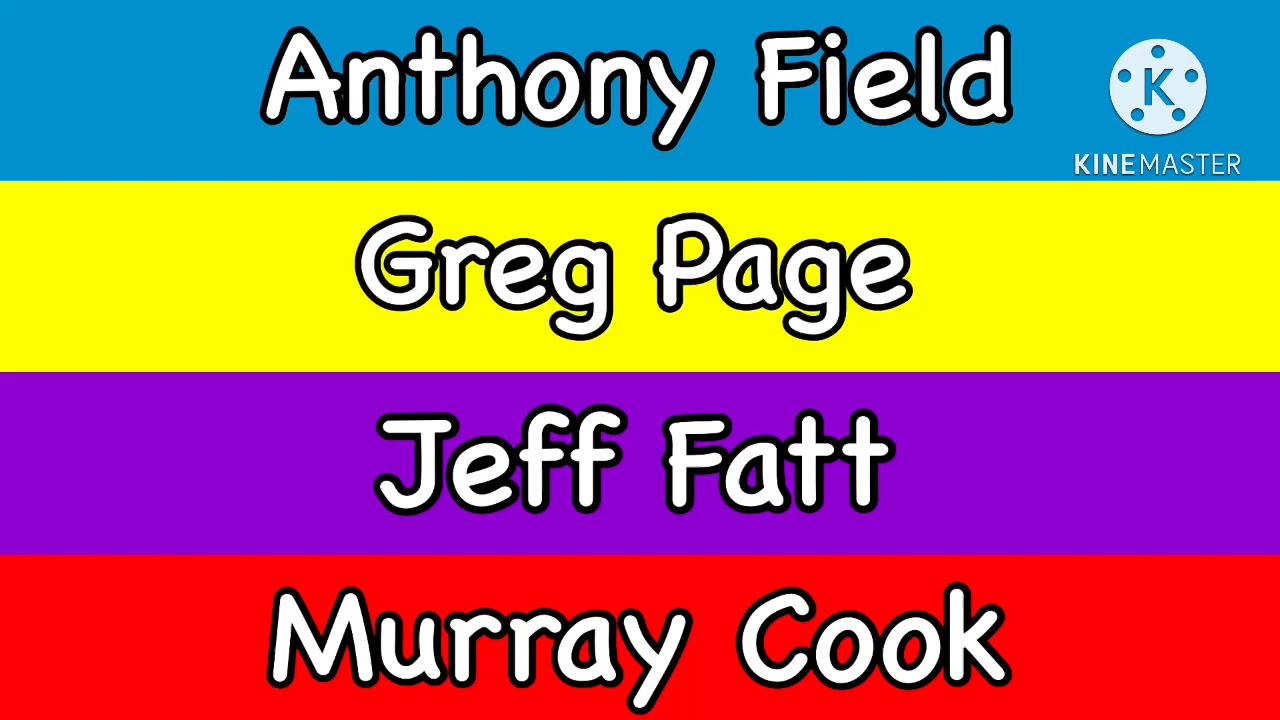 Anthony Field
K
KINEMASTER
Greg Page
Jeff Fatt
Murray Cook